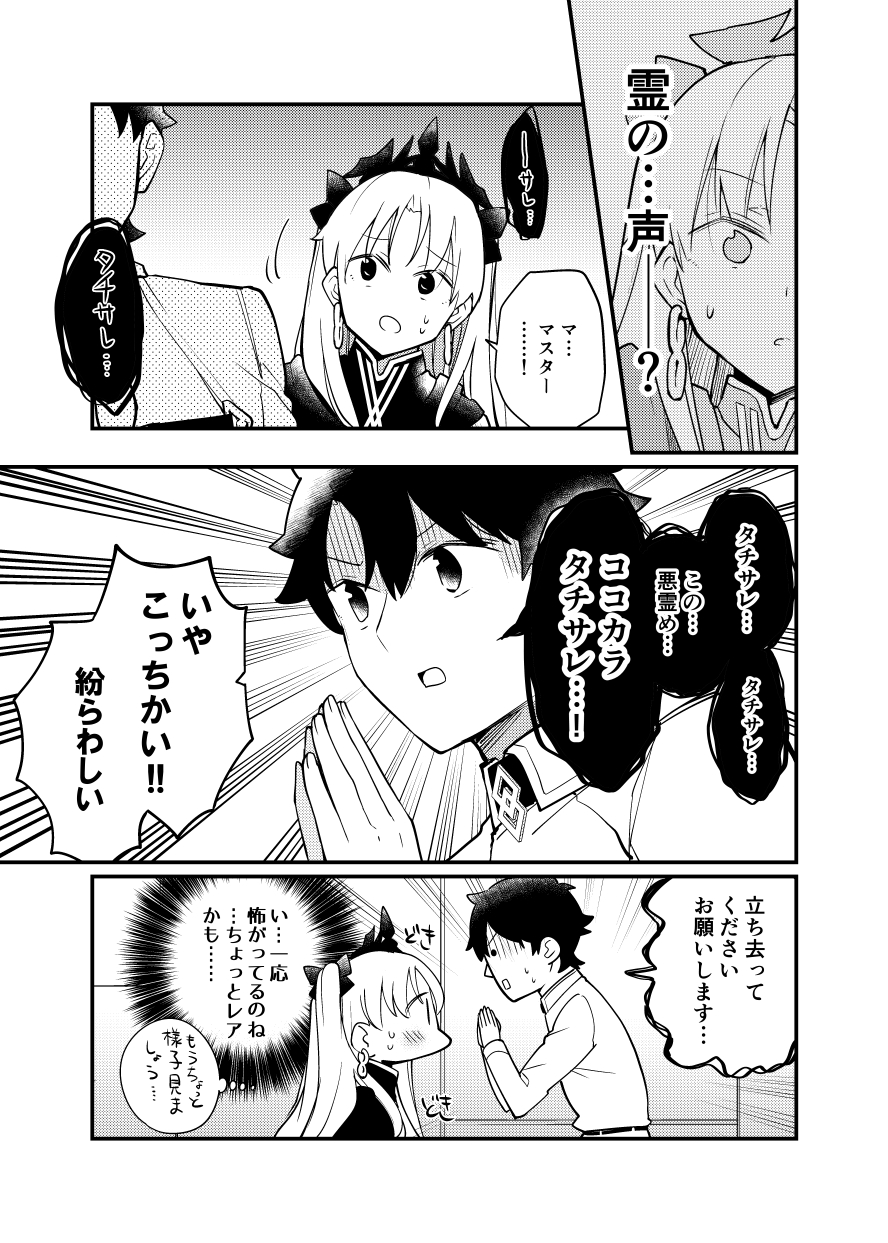 霊の…声――?
――サレ…
マ…
マスター
……!
タチサレ…
タチサレ…
この…
悪霊め…
タチサレ…
ココカラ
タチサレ…!
いや
こっちかい!!
紛らわしい
立ち去って
ください
お願いします…
どき
どき
い…一応
怖がってるのね
…ちょっとレア
かも……
もうちょっと
様子見ま
しょう…